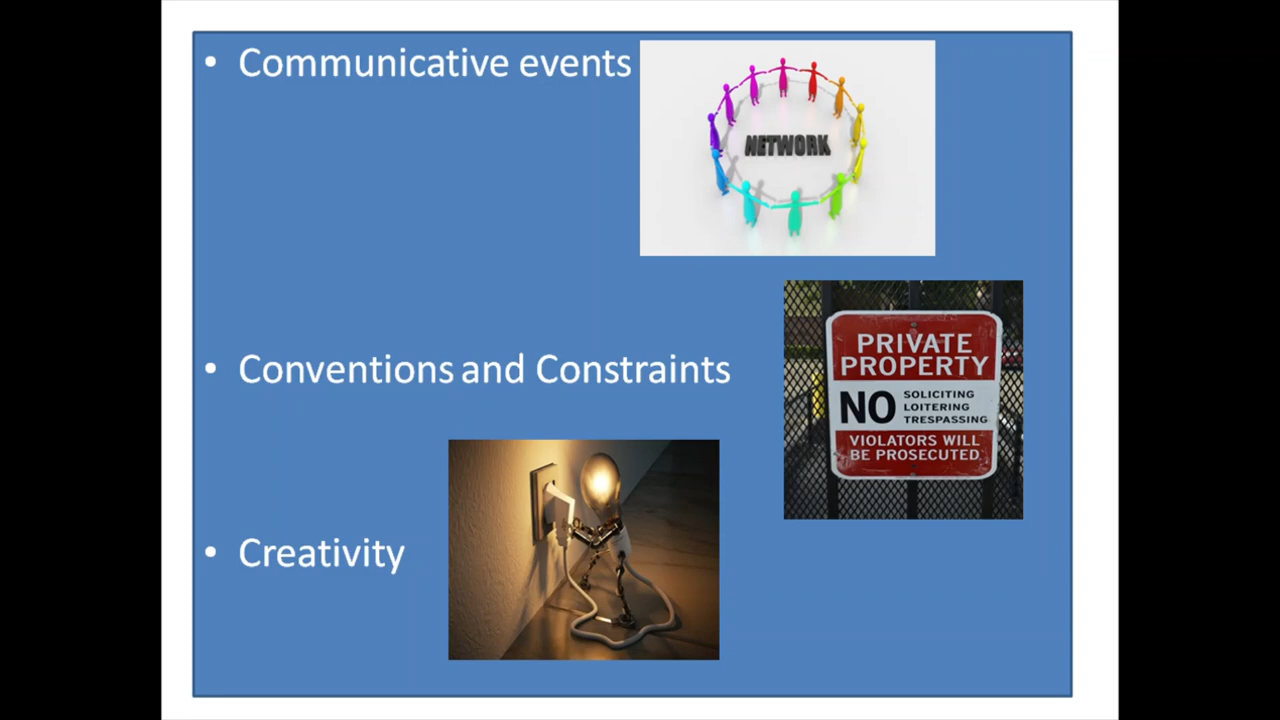 • Communicative events
NETWORK
• Conventions and Constraints
PRIVATE
PROPERTY
NO SOLICITING
LOITERING
TRESPASSING
VIOLATORS WILL
BE PROSECUTED
• Creativity